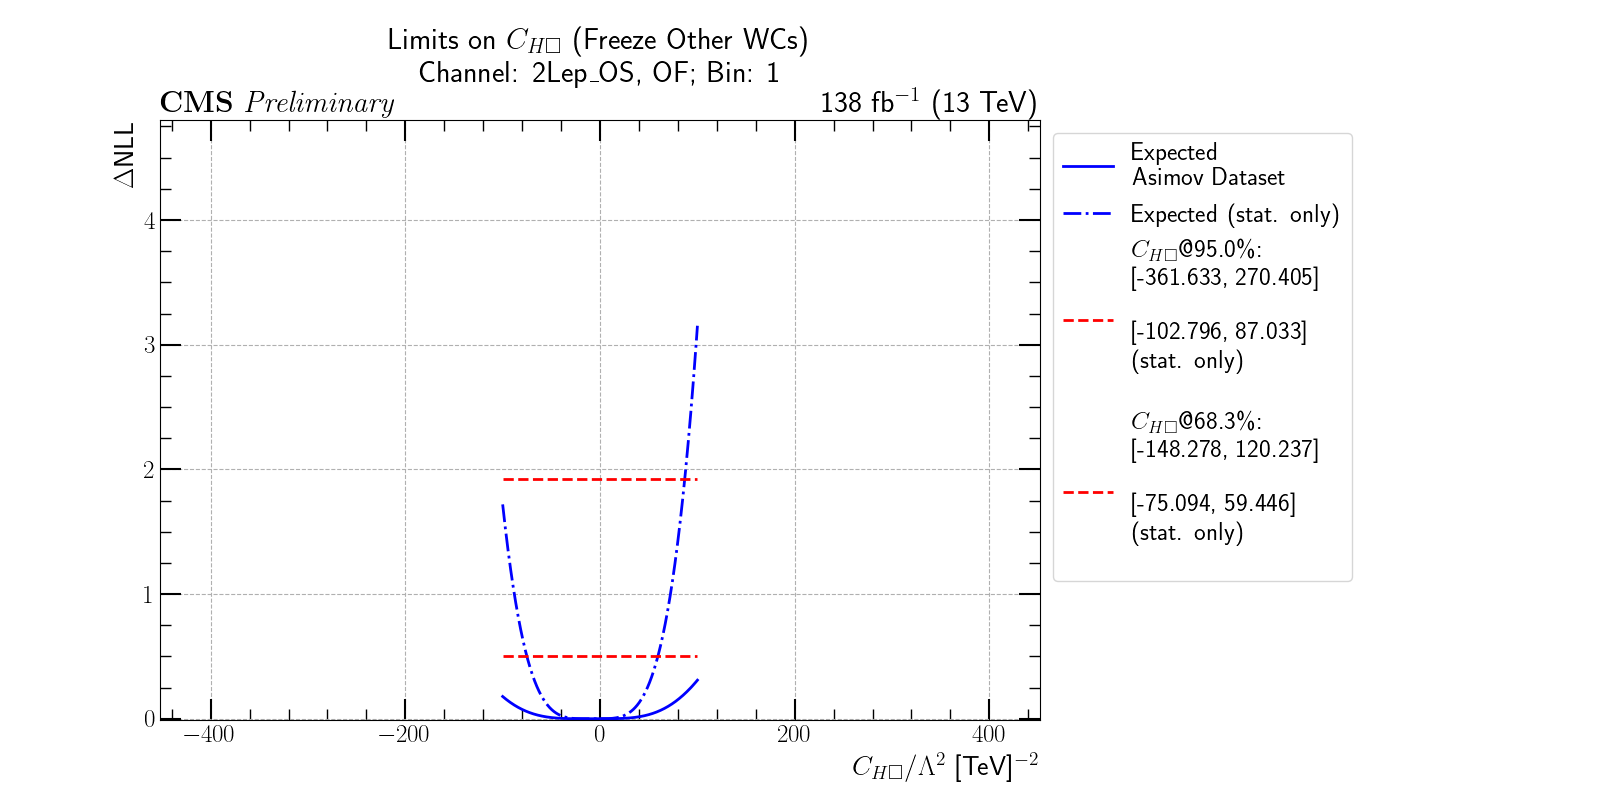 Limits on C_{H□} (Freeze Other WCs)
Channel: 2Lep_OS, OF; Bin: 1
CMS Preliminary
138 fb⁻¹ (13 TeV)
ΔNLL
4
3
2
1
0
−400
−200
0
200
400
C_{H□}/Λ² [TeV]⁻²
Expected
Asimov Dataset
Expected (stat. only)
C_{H□}@95.0%:
[-361.633, 270.405]
[-102.796, 87.033]
(stat. only)
C_{H□}@68.3%:
[-148.278, 120.237]
[-75.094, 59.446]
(stat. only)